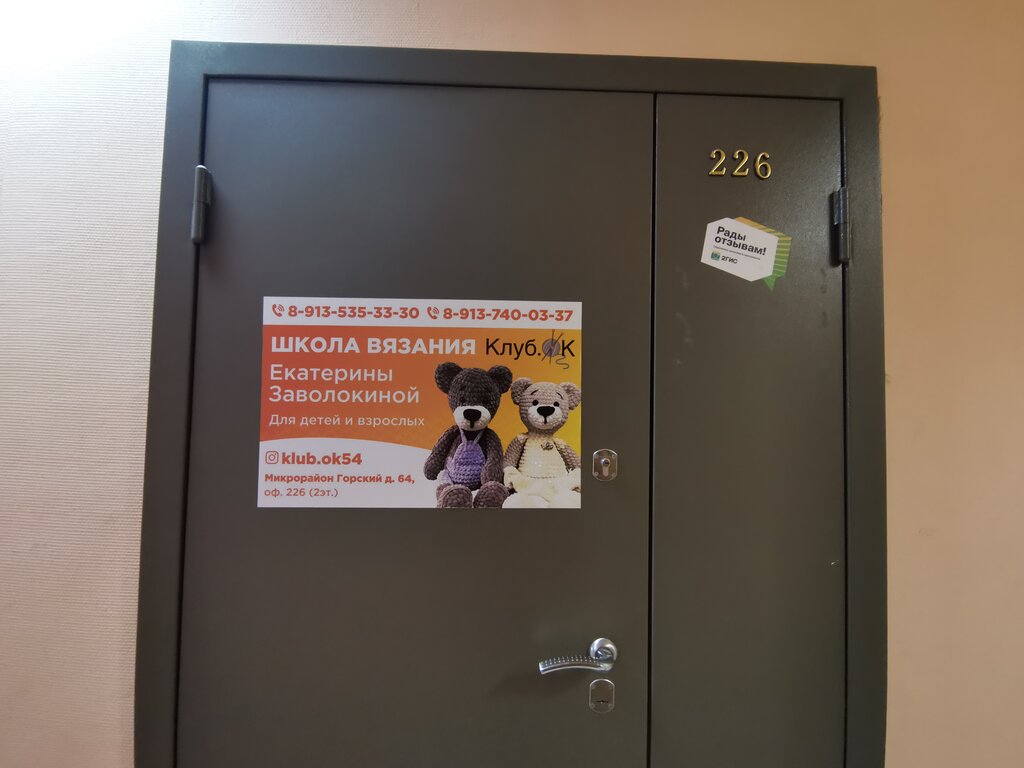 226
Рады
отзывам!
2ГИС
8-913-535-33-30 8-913-740-03-37
ШКОЛА ВЯЗАНИЯ Клуб.ОК
Екатерины
Заволокиной
Для детей и взрослых
klub.ok54
Микрорайон Горский д. 64,
оф. 226 (2эт.)